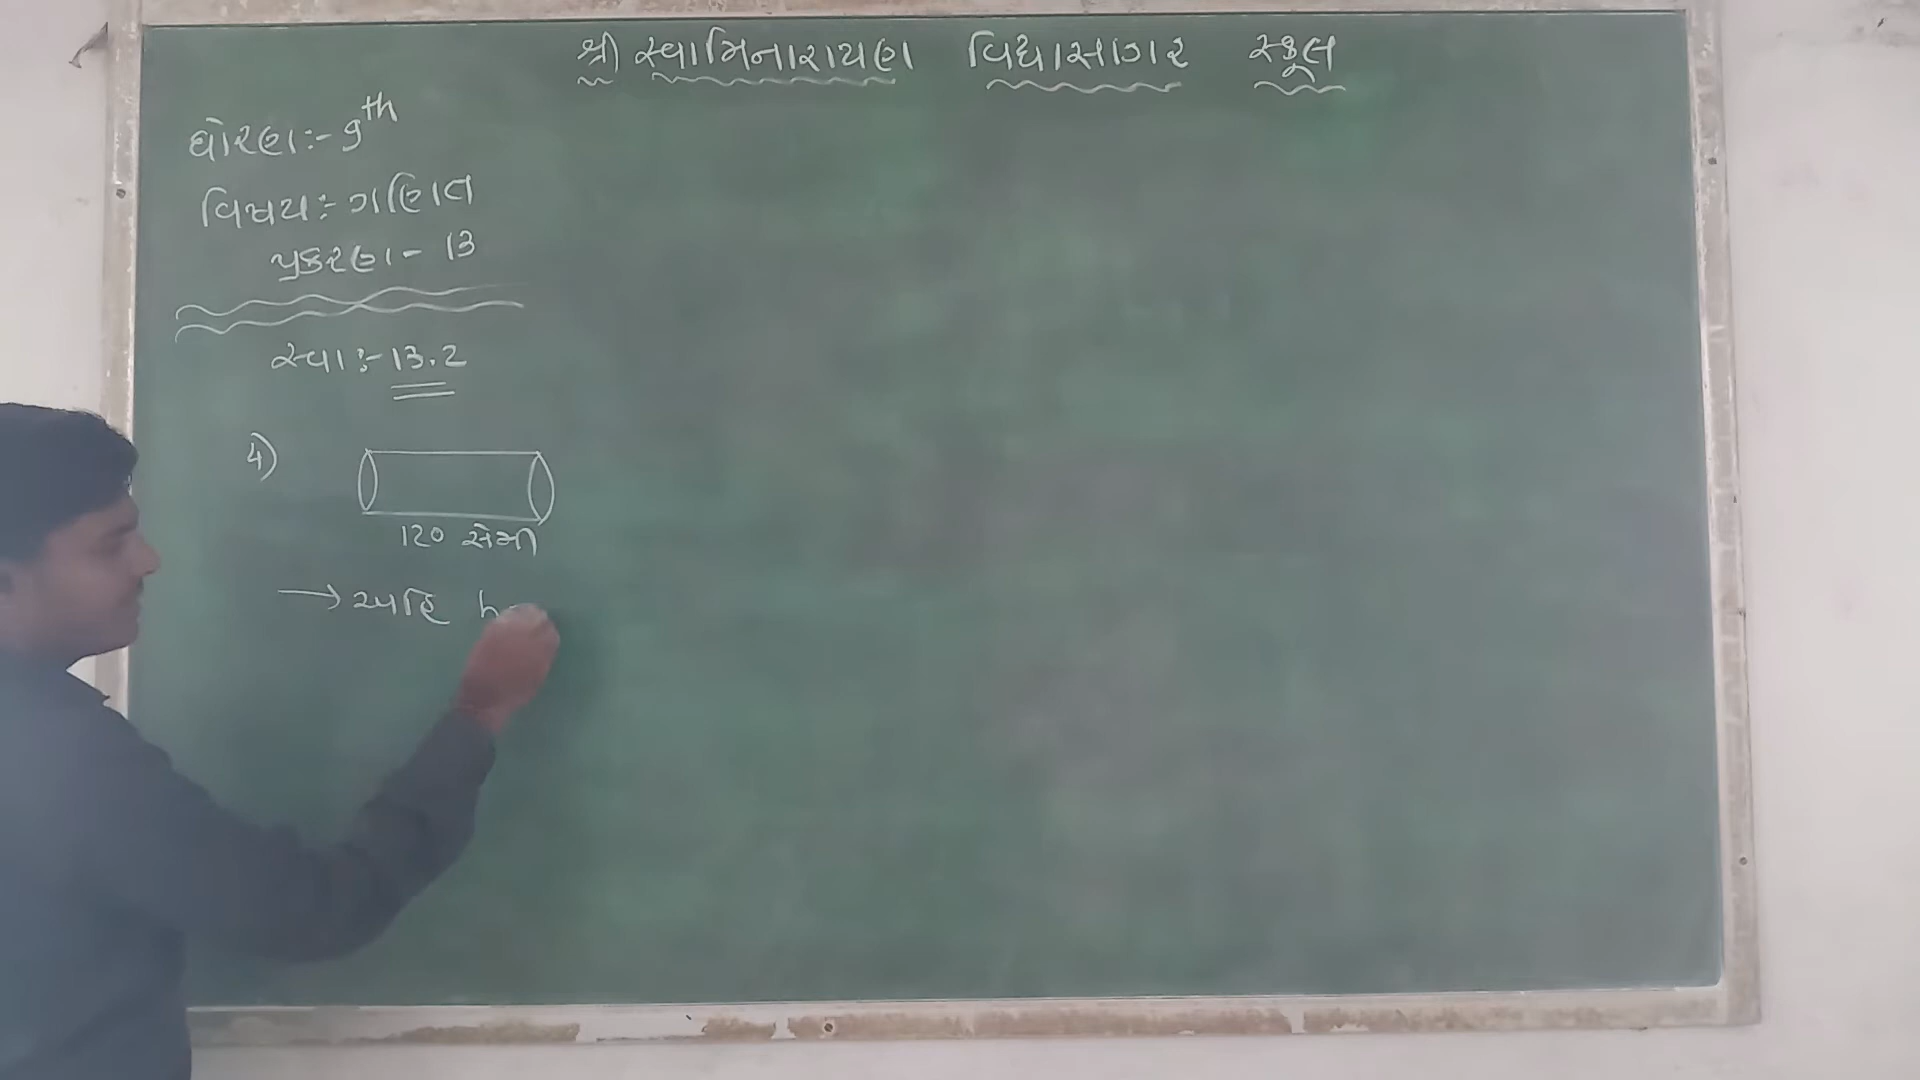 શ્રી સ્વામિનારાયણ વિદ્યાસાગર સ્કૂલ
ધોરણ:- 9th
વિષય:- ગણિત
પ્રકરણ - 13
સ્વા:- 13.2
4)
120 સેમી
→ અહિ h =